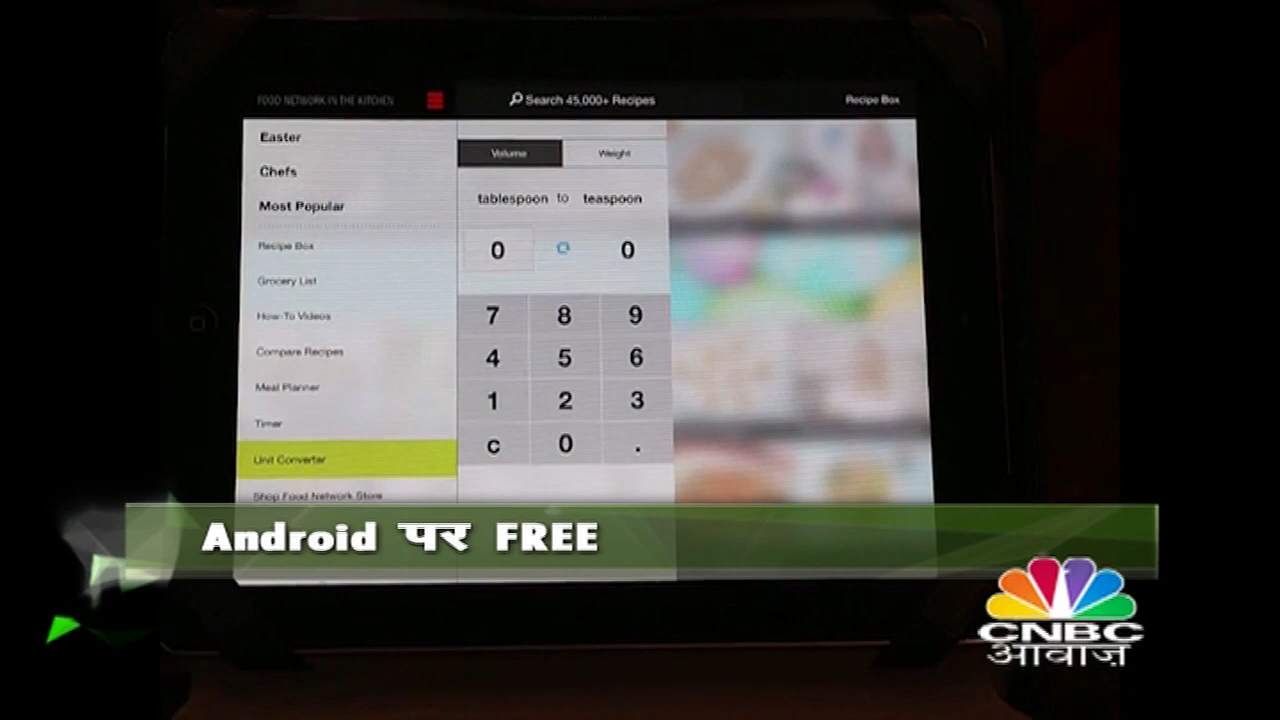 FOOD NETWORK IN THE KITCHEN
Search 45,000+ Recipes
Recipe Box
Easter
Chefs
Most Popular
Recipe Box
Grocery List
How-To Videos
Compare Recipes
Meal Planner
Timer
Unit Converter
Shop Food Network Store
Volume Weight
tablespoon to teaspoon
0 0
7 8 9
4 5 6
1 2 3
c 0 .
Android पर FREE
CNBC
आवाज़